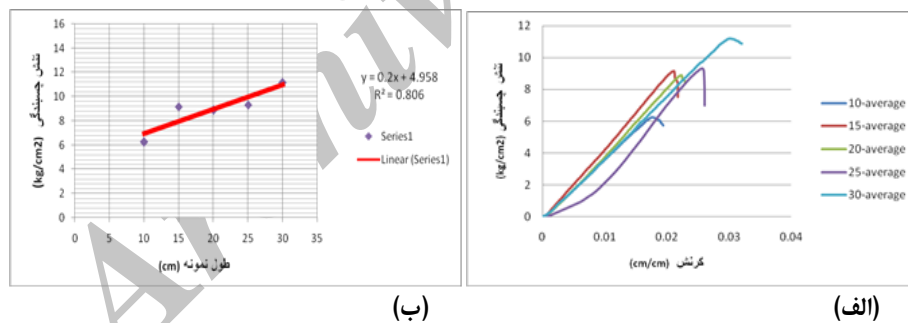 16
14
12
10
8
6
4
2
0
0 5 10 15 20 25 30 35
تنش چسبندگی (kg/cm2)
طول نمونه (cm)
y = 0.2x + 4.958
R² = 0.806
Series1
Linear (Series1)
(ب)
12
10
8
6
4
2
0
0 0.01 0.02 0.03 0.04
تنش چسبندگی (kg/cm2)
کرنش (cm/cm)
10-average
15-average
20-average
25-average
30-average
(الف)